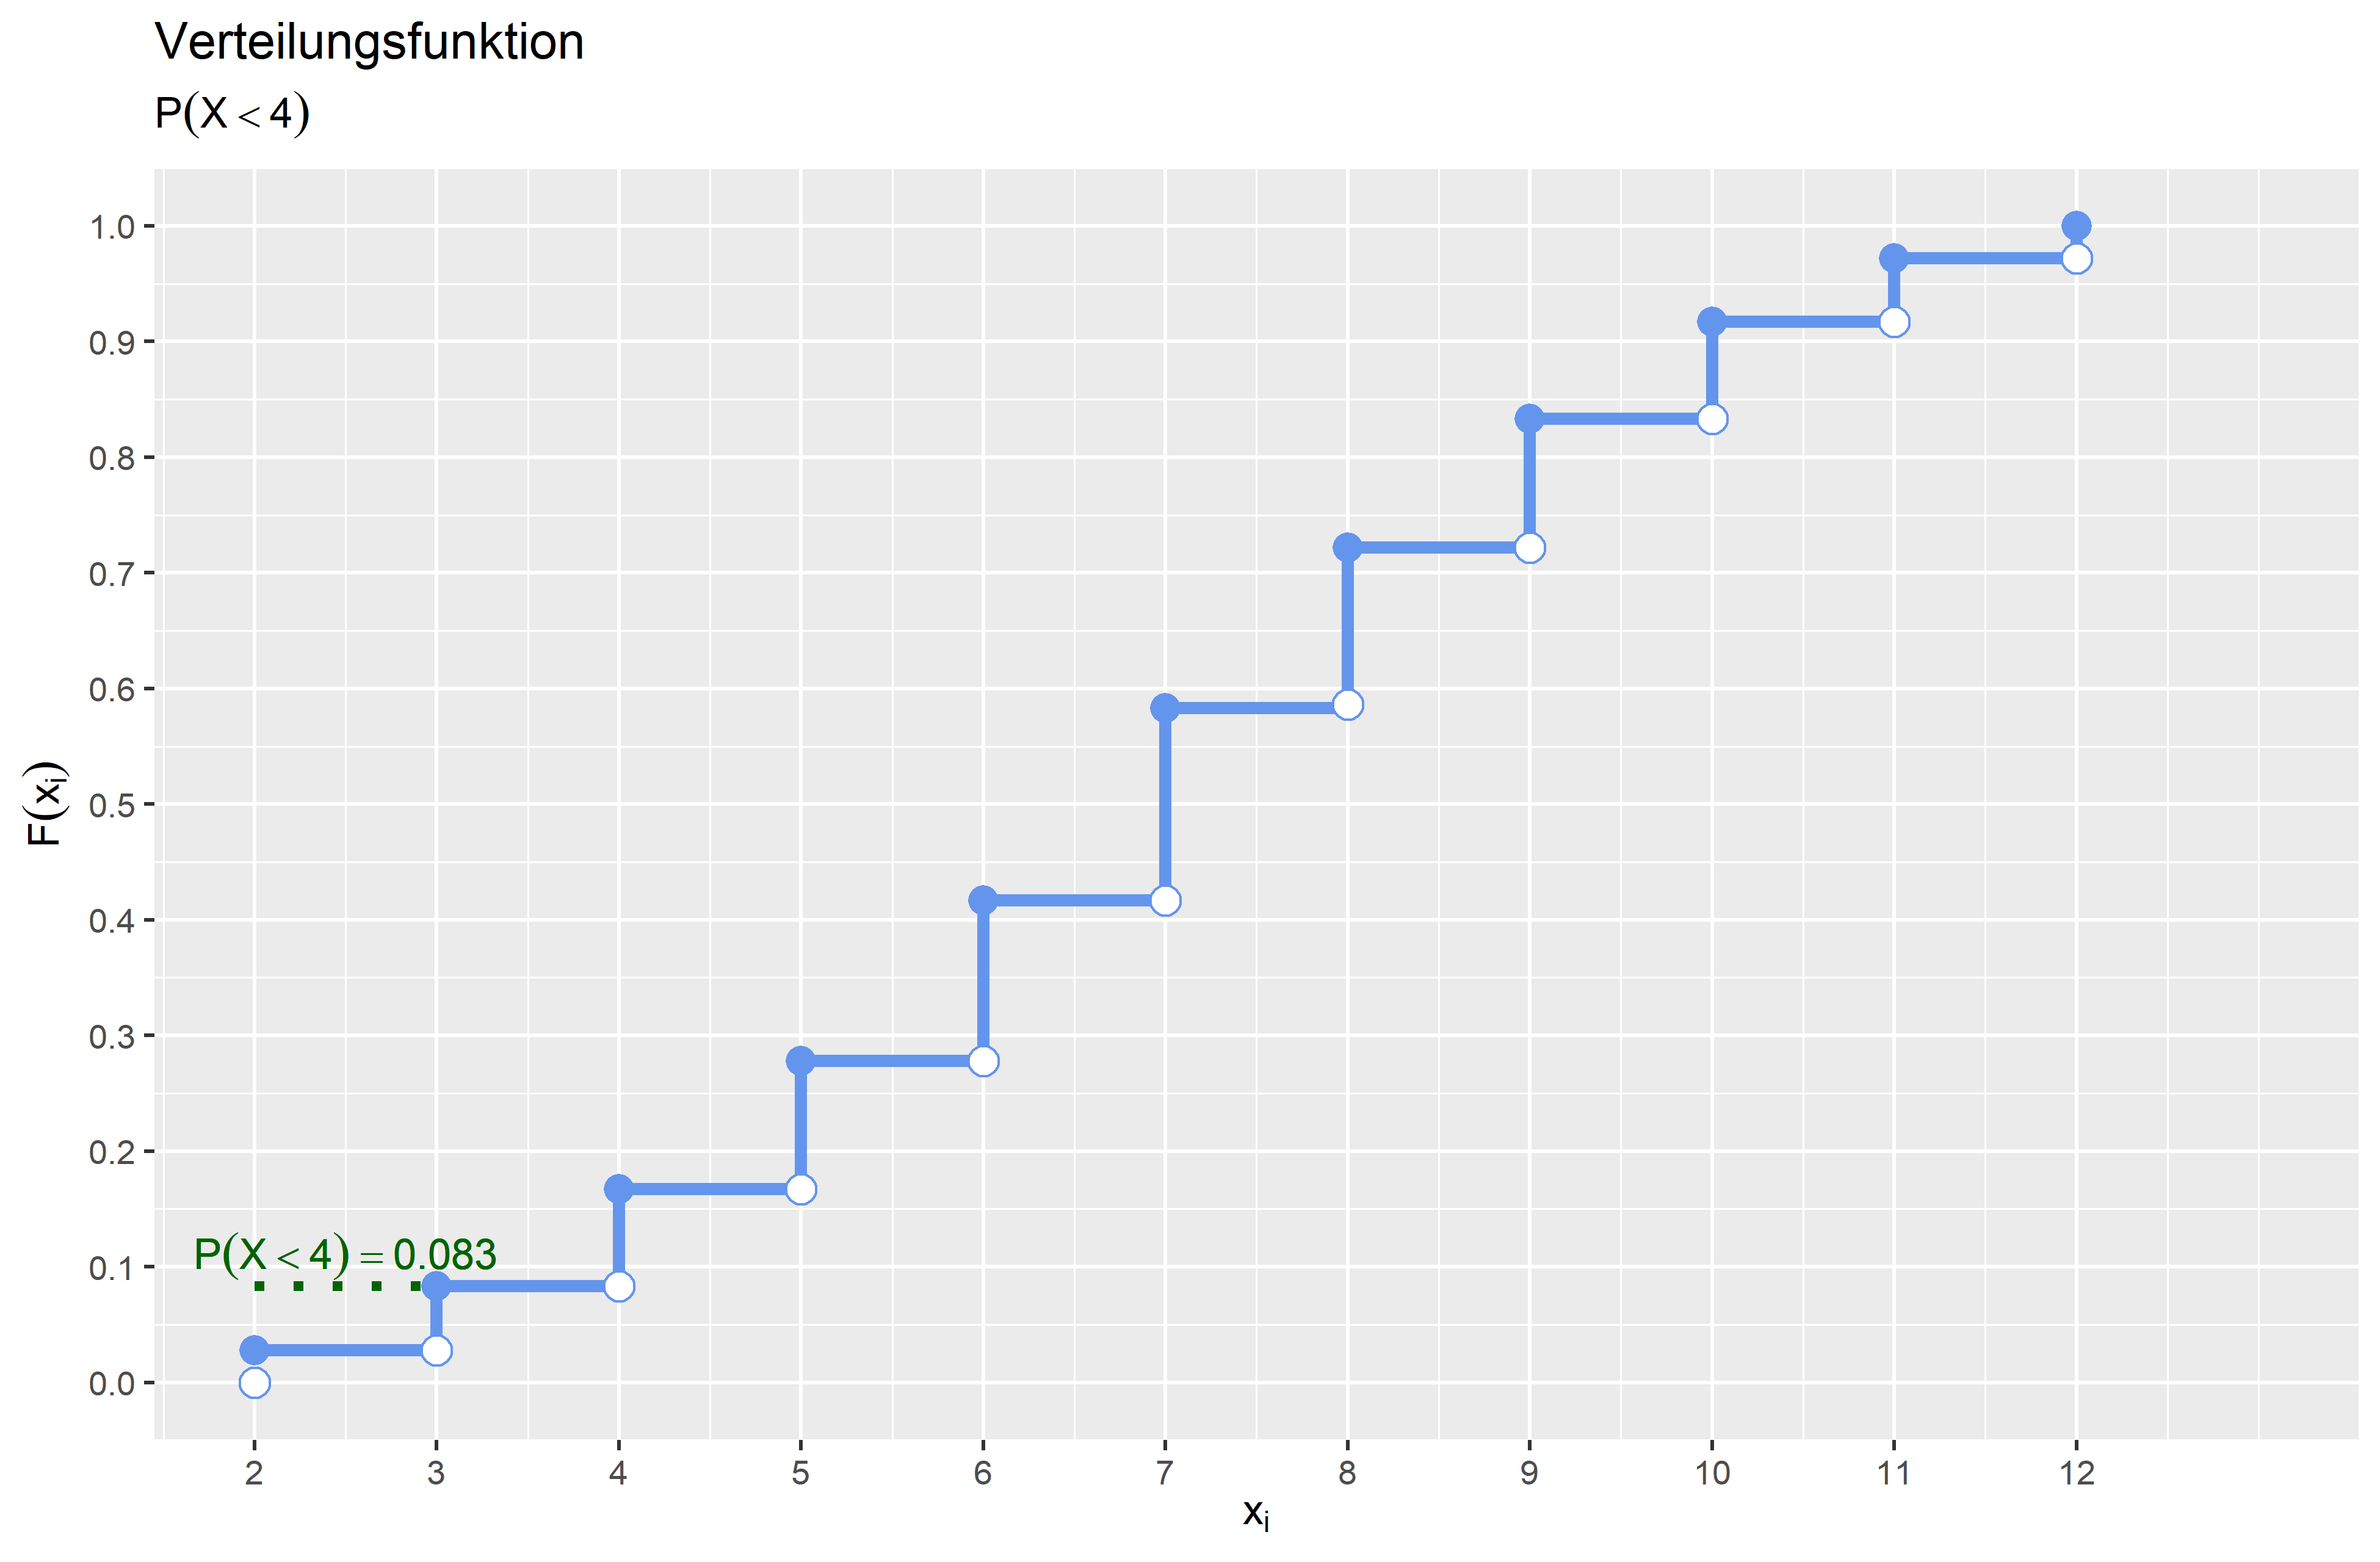 Verteilungsfunktion
P(X < 4)
F(xᵢ)
1.0
0.9
0.8
0.7
0.6
0.5
0.4
0.3
0.2
0.1
0.0
P(X < 4) = 0.083
2 3 4 5 6 7 8 9 10 11 12
xᵢ